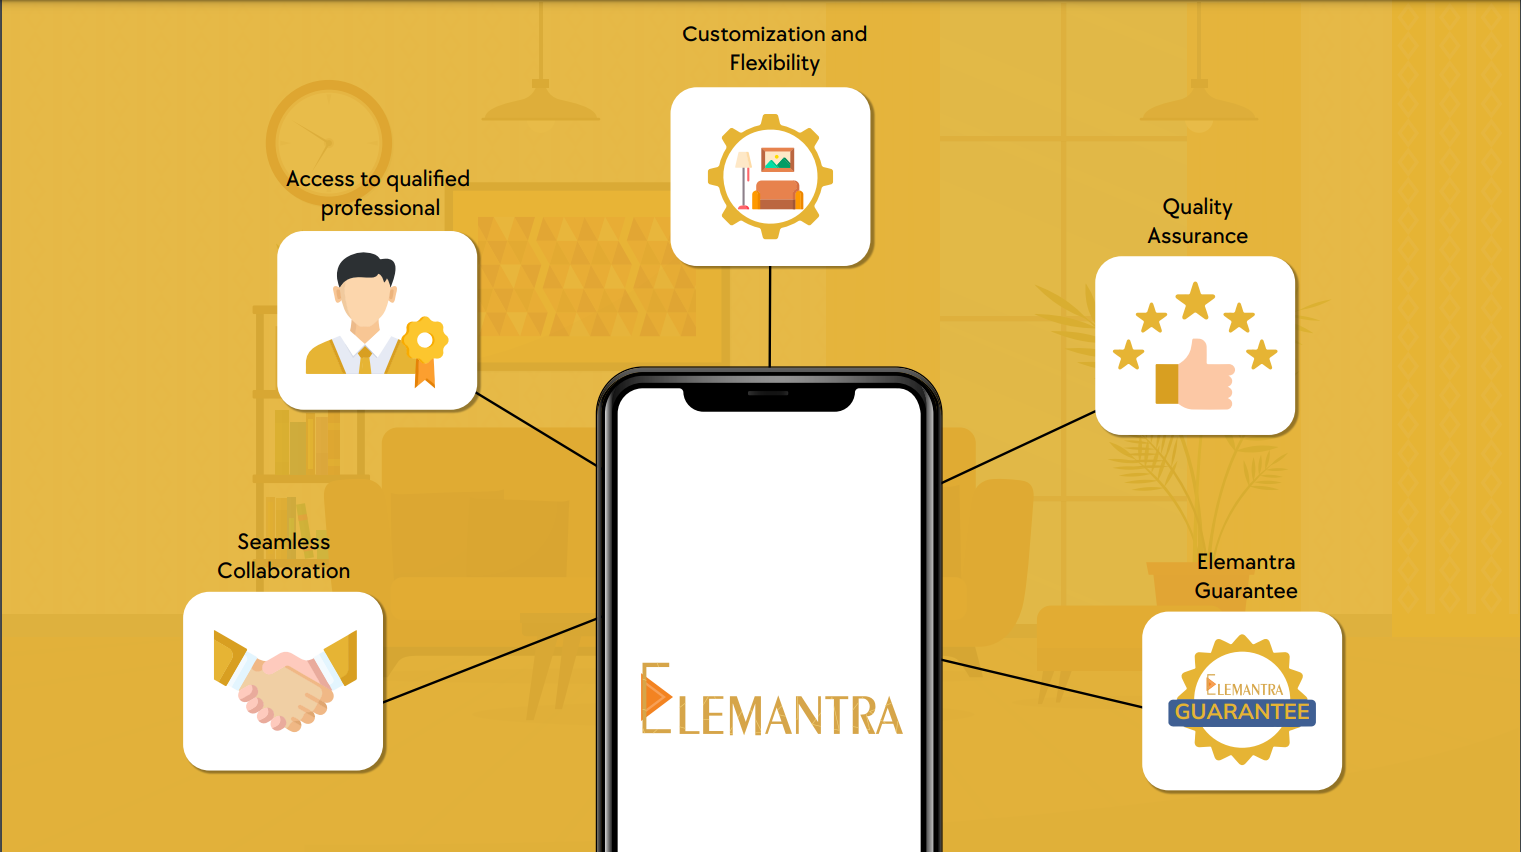 Customization and
Flexibility
Access to qualified
professional
Quality
Assurance
Seamless
Collaboration
Elemantra
Guarantee
ELEMANTRA
ELEMANTRA
GUARANTEE